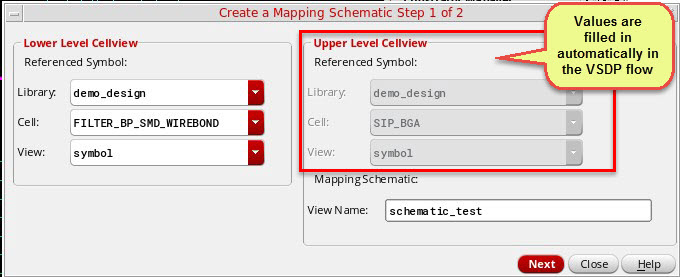 Create a Mapping Schematic Step 1 of 2
Values are
filled in
automatically in
the VSDP flow
Lower Level Cellview
Referenced Symbol:
Library: demo_design
Cell: FILTER_BP_SMD_WIREBOND
View: symbol
Upper Level Cellview
Referenced Symbol:
Library: demo_design
Cell: SIP_BGA
View: symbol
Mapping Schematic:
View Name: schematic_test
Next Close Help